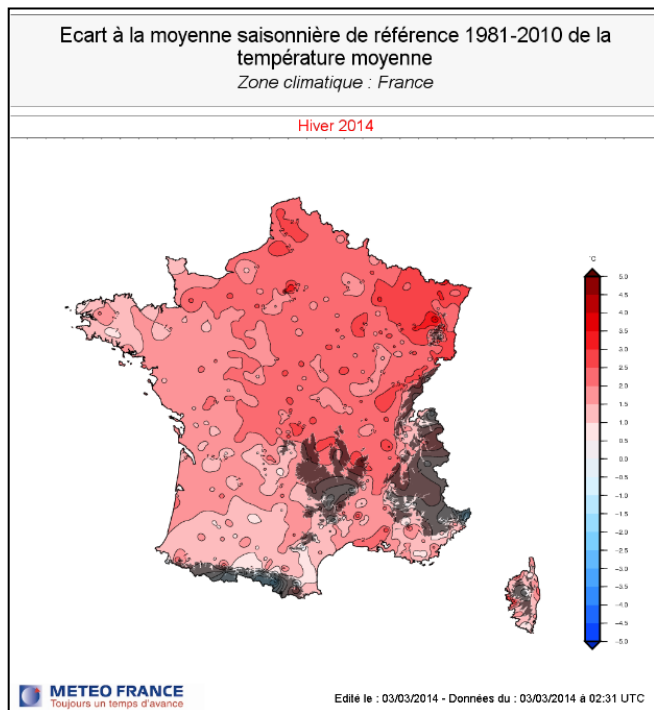 Ecart à la moyenne saisonnière de référence 1981-2010 de la
température moyenne
Zone climatique : France
Hiver 2014
°C
5.0
4.5
4.0
3.5
3.0
2.5
2.0
1.5
1.0
0.5
0.0
-0.5
-1.0
-1.5
-2.0
-2.5
-3.0
-3.5
-4.0
-4.5
-5.0
METEO FRANCE
Toujours un temps d'avance
Edité le : 03/03/2014 - Données du : 03/03/2014 à 02:31 UTC